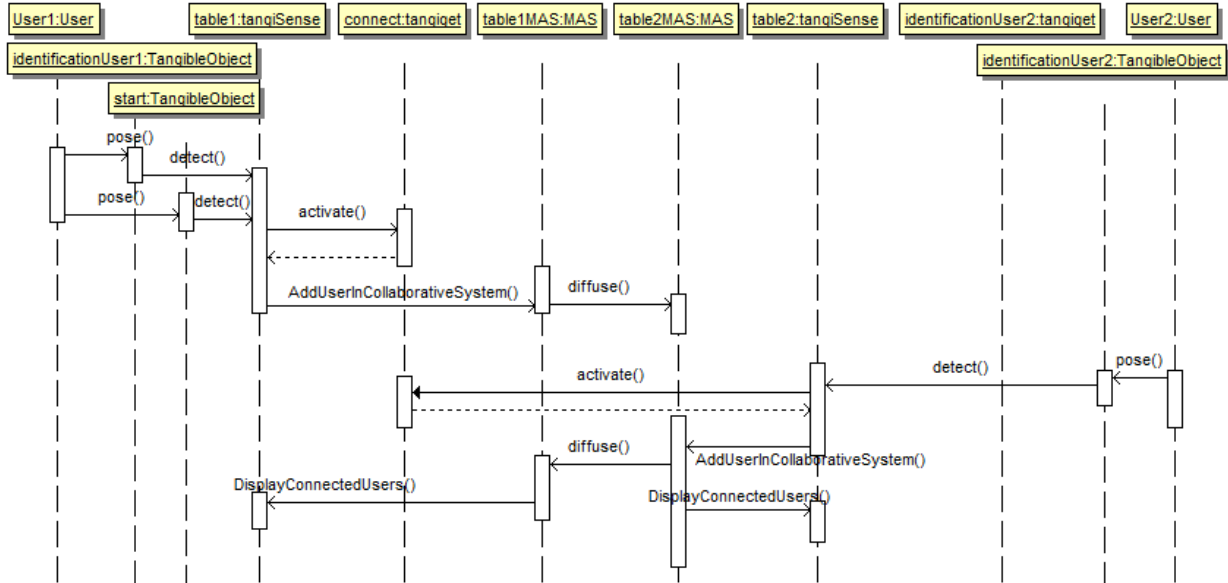 User1:User
table1:tangiSense
connect:tangiget
table1MAS:MAS
table2MAS:MAS
table2:tangiSense
identificationUser2:tangiget
User2:User
identificationUser1:TangibleObject
identificationUser2:TangibleObject
start:TangibleObject
pose()
detect()
pose()
detect()
activate()
AddUserInCollaborativeSystem()
diffuse()
activate()
detect()
pose()
diffuse()
AddUserInCollaborativeSystem()
DisplayConnectedUsers()
DisplayConnectedUsers()